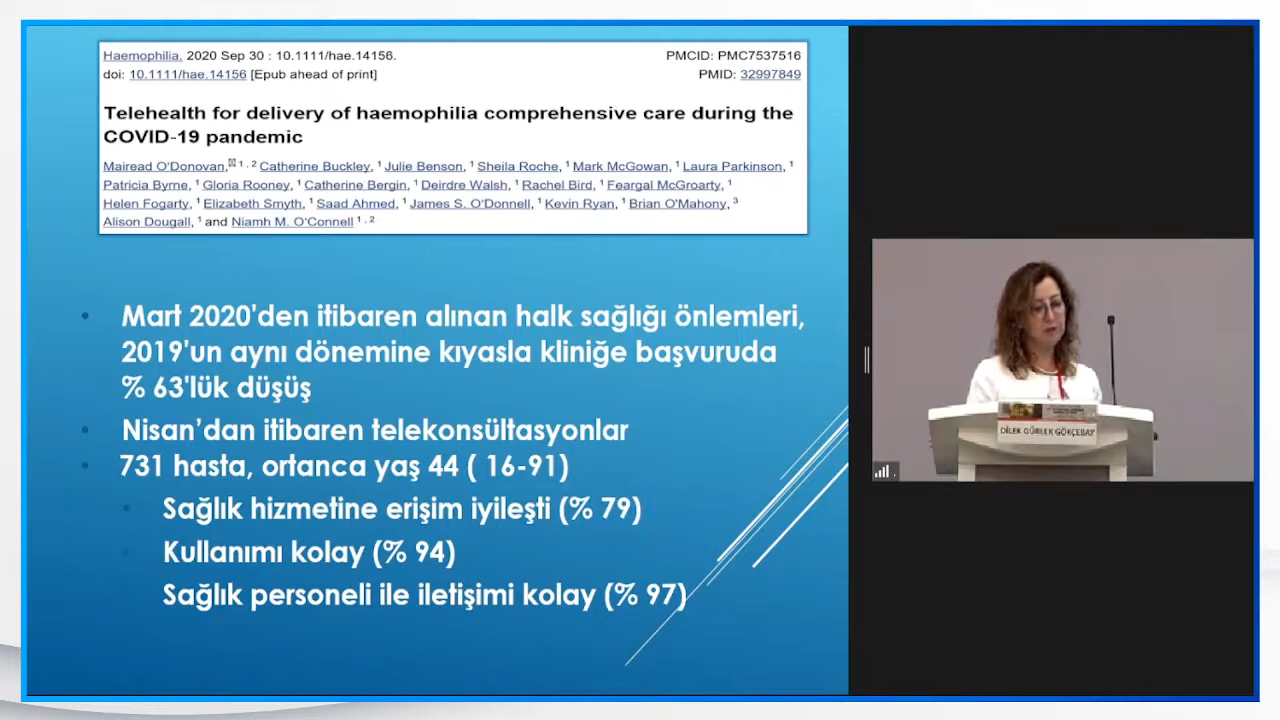 Haemophilia, 2020 Sep 30 : 10.1111/hae.14156.
PMCID: PMC7537516
doi: 10.1111/hae.14156 [Epub ahead of print]
PMID: 32997849
Telehealth for delivery of haemophilia comprehensive care during the
COVID-19 pandemic
Mairead O'Donovan,✉ 1 , 2 Catherine Buckley, 1 Julie Benson, 1 Sheila Roche, 1 Mark McGowan, 1 Laura Parkinson, 1
Patricia Byrne, 1 Gloria Rooney, 1 Catherine Bergin, 1 Deirdre Walsh, 1 Rachel Bird, 1 Feargal McGroarty, 1
Helen Fogarty, 1 Elizabeth Smyth, 1 Saad Ahmed, 1 James S. O'Donnell, 1 Kevin Ryan, 1 Brian O'Mahony, 3
Alison Dougall, 1 and Niamh M. O'Connell 1 , 2
• Mart 2020'den itibaren alınan halk sağlığı önlemleri,
2019'un aynı dönemine kıyasla kliniğe başvuruda
% 63'lük düşüş
• Nisan’dan itibaren telekonsültasyonlar
• 731 hasta, ortanca yaş 44 ( 16-91)
• Sağlık hizmetine erişim iyileşti (% 79)
• Kullanımı kolay (% 94)
Sağlık personeli ile iletişimi kolay (% 97)
DİLEK GÜRLEK GÖKÇEBAY